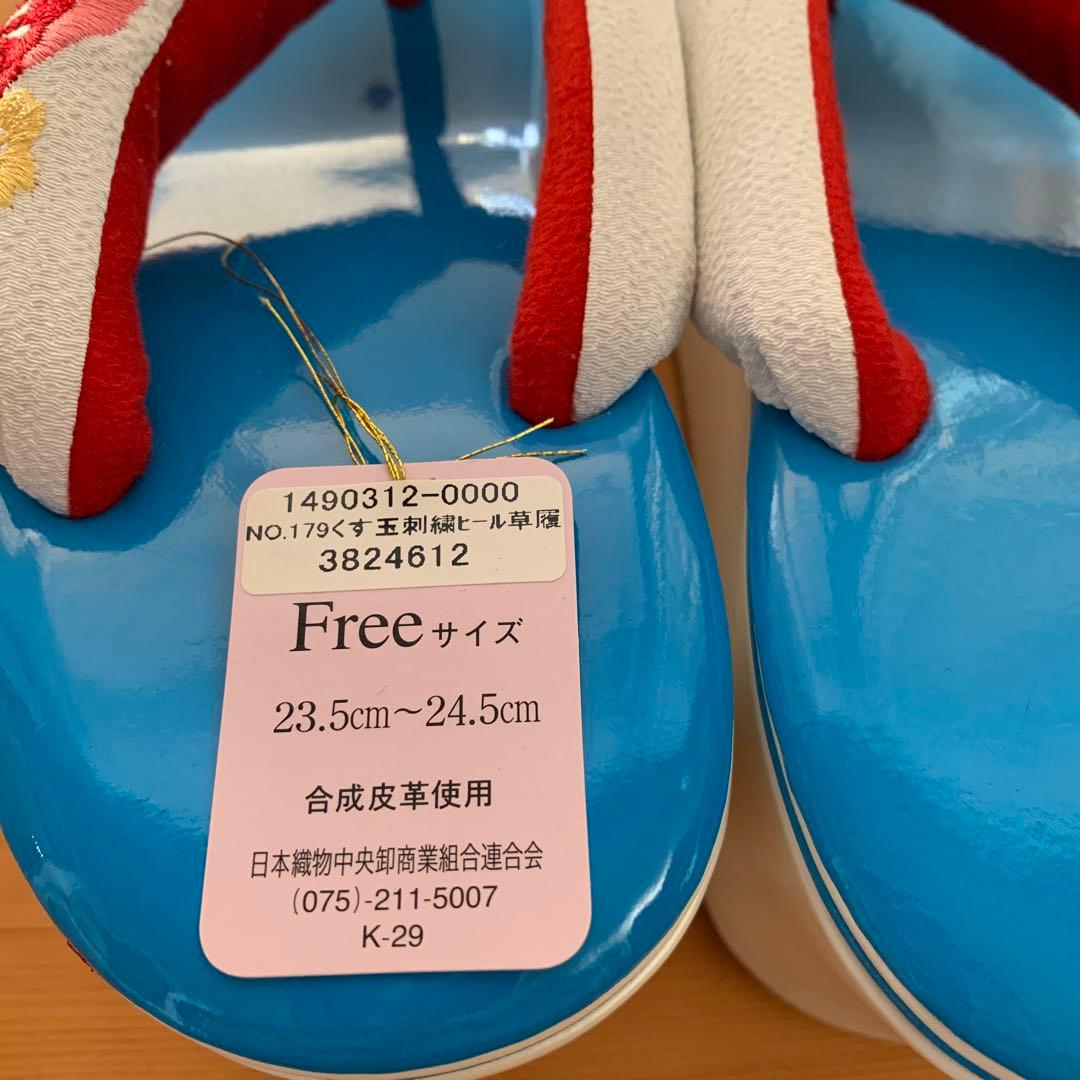 1490312-0000
NO.179くす玉刺繍ヒール草履
3824612
Freeサイズ
23.5cm～24.5cm
合成皮革使用
日本織物中央卸商業組合連合会
(075)-211-5007
K-29